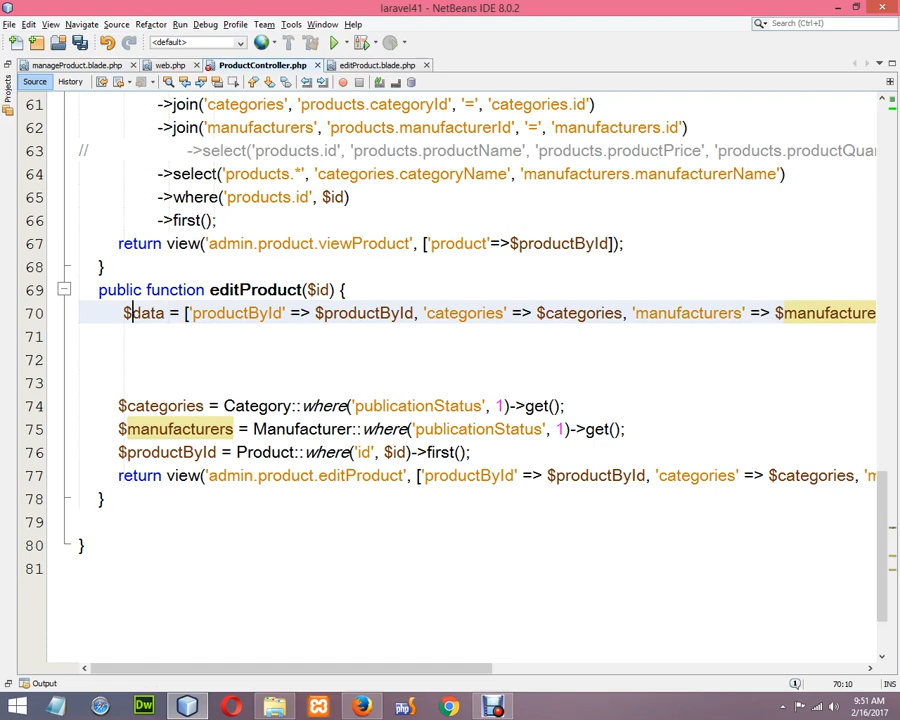 laravel41 - NetBeans IDE 8.0.2
File Edit View Navigate Source Refactor Run Debug Profile Team Tools Window Help
<default>
Search (Ctrl+I)
manageProduct.blade.php web.php ProductController.php editProduct.blade.php
Projects
Source History
61 ->join('categories', 'products.categoryId', '=', 'categories.id')
62 ->join('manufacturers', 'products.manufacturerId', '=', 'manufacturers.id')
63 // ->select('products.id', 'products.productName', 'products.productPrice', 'products.productQuar
64 ->select('products.*', 'categories.categoryName', 'manufacturers.manufacturerName')
65 ->where('products.id', $id)
66 ->first();
67 return view('admin.product.viewProduct', ['product'=>$productById]);
68 }
69 public function editProduct($id) {
70 $data = ['productById' => $productById, 'categories' => $categories, 'manufacturers' => $manufacture
71
72
73
74 $categories = Category::where('publicationStatus', 1)->get();
75 $manufacturers = Manufacturer::where('publicationStatus', 1)->get();
76 $productById = Product::where('id', $id)->first();
77 return view('admin.product.editProduct', ['productById' => $productById, 'categories' => $categories, 'm
78 }
79
80 }
81
Output
70:10 INS
Dw
php
9:51 AM
2/16/2017